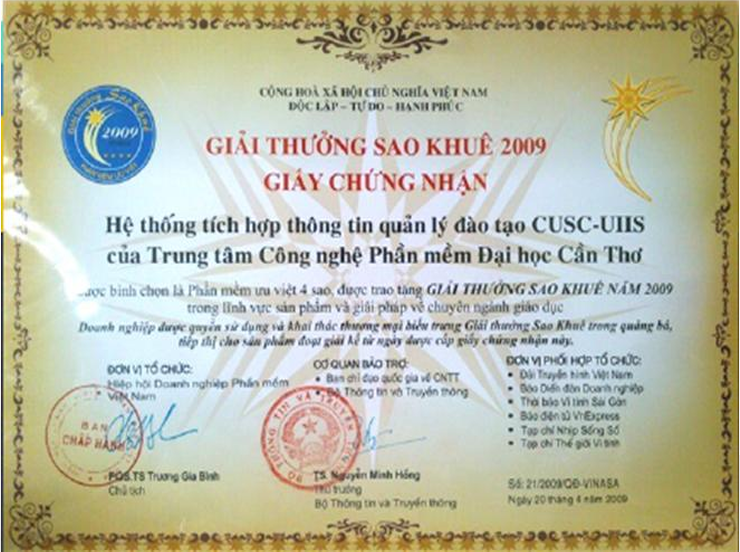 CỘNG HOÀ XÃ HỘI CHỦ NGHĨA VIỆT NAM
ĐỘC LẬP – TỰ DO – HẠNH PHÚC
GIẢI THƯỞNG Sao Khuê
2009
GIẢI THƯỞNG SAO KHUÊ 2009
GIẤY CHỨNG NHẬN
Hệ thống tích hợp thông tin quản lý đào tạo CUSC-UIIS
của Trung tâm Công nghệ Phần mềm Đại học Cần Thơ
Được bình chọn là Phần mềm ưu việt 4 sao, được trao tặng GIẢI THƯỞNG SAO KHUÊ NĂM 2009
trong lĩnh vực sản phẩm và giải pháp về chuyên ngành giáo dục
Doanh nghiệp được quyền sử dụng và khai thác thương mại biểu trưng Giải thưởng Sao Khuê trong quảng bá,
tiếp thị cho sản phẩm đoạt giải kể từ ngày được cấp giấy chứng nhận này.
ĐƠN VỊ TỔ CHỨC:
Hiệp hội Doanh nghiệp Phần mềm
Việt Nam
BAN
CHẤP HÀNH
PGS.TS Trương Gia Bình
Chủ tịch
CƠ QUAN BẢO TRỢ:
• Ban chỉ đạo quốc gia về CNTT
• Bộ Thông tin và Truyền thông
BỘ THÔNG TIN VÀ TRUYỀN THÔNG
TS. Nguyễn Minh Hồng
Thứ trưởng
Bộ Thông tin và Truyền thông
ĐƠN VỊ PHỐI HỢP TỔ CHỨC:
• Đài Truyền hình Việt Nam
• Báo Diễn đàn Doanh nghiệp
• Thời báo Vi tính Sài Gòn
• Báo điện tử VnExpress
• Tạp chí Nhịp Sống Số
• Tạp chí Thế giới Vi tính
Số: 21/2009/QĐ-VINASA
Ngày 20 tháng 4 năm 2009